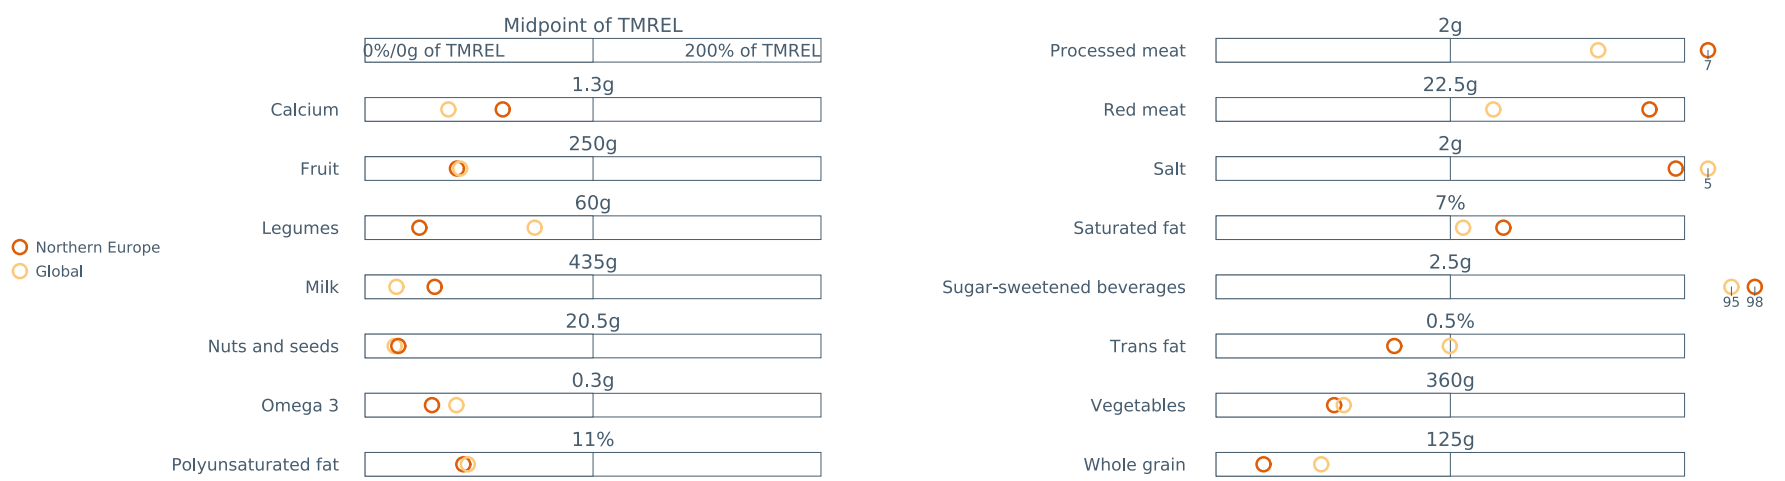 Midpoint of TMREL
0%/0g of TMREL 200% of TMREL
1.3g
Calcium
250g
Fruit
60g
Legumes
435g
Milk
20.5g
Nuts and seeds
0.3g
Omega 3
11%
Polyunsaturated fat
Northern Europe
Global
2g
Processed meat
7
22.5g
Red meat
2g
Salt
5
7%
Saturated fat
2.5g
Sugar-sweetened beverages
95 98
0.5%
Trans fat
360g
Vegetables
125g
Whole grain